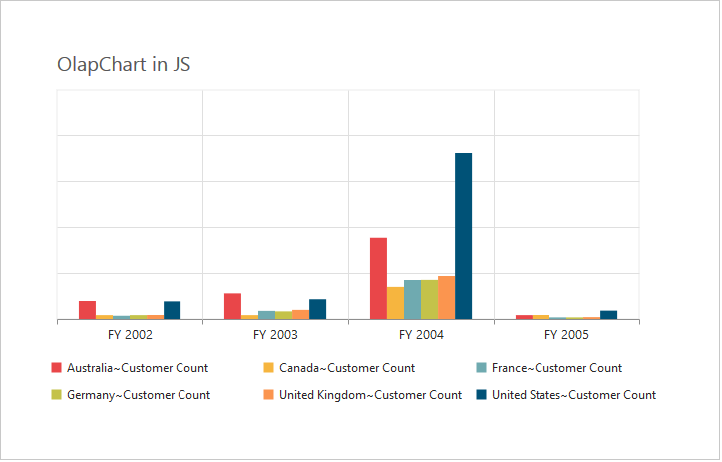 OlapChart in JS
FY 2002 FY 2003 FY 2004 FY 2005
Australia~Customer Count Canada~Customer Count France~Customer Count
Germany~Customer Count United Kingdom~Customer Count United States~Customer Count